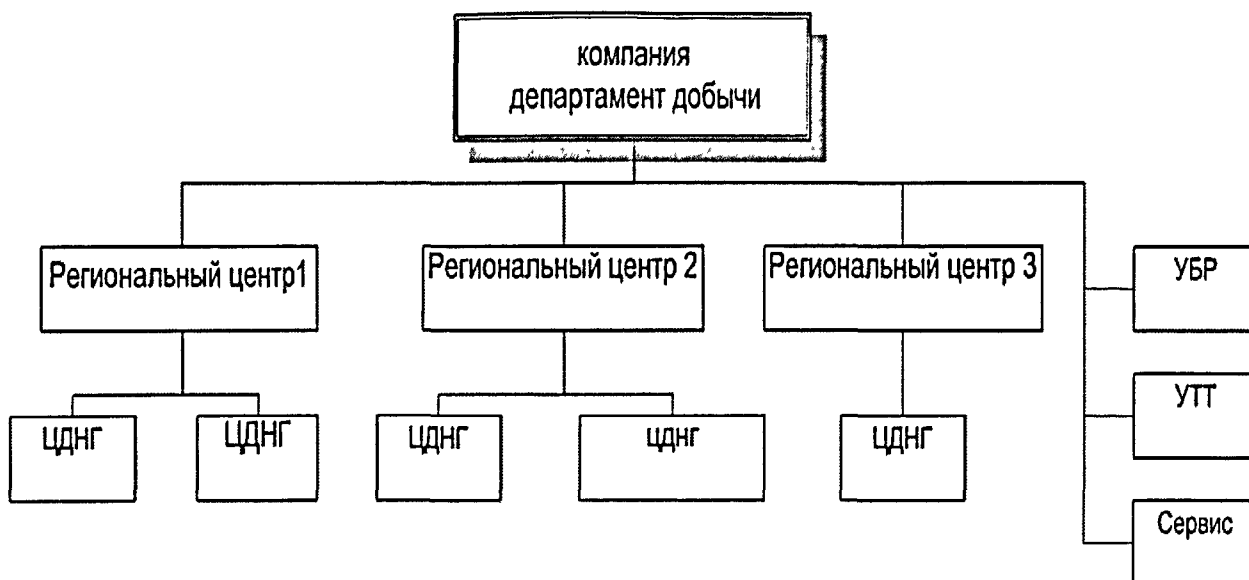 компания
департамент добычи
Региональный центр1
Региональный центр 2
Региональный центр 3
УБР
УТТ
Сервис
ЦДНГ
ЦДНГ
ЦДНГ
цднг
ЦДНГ